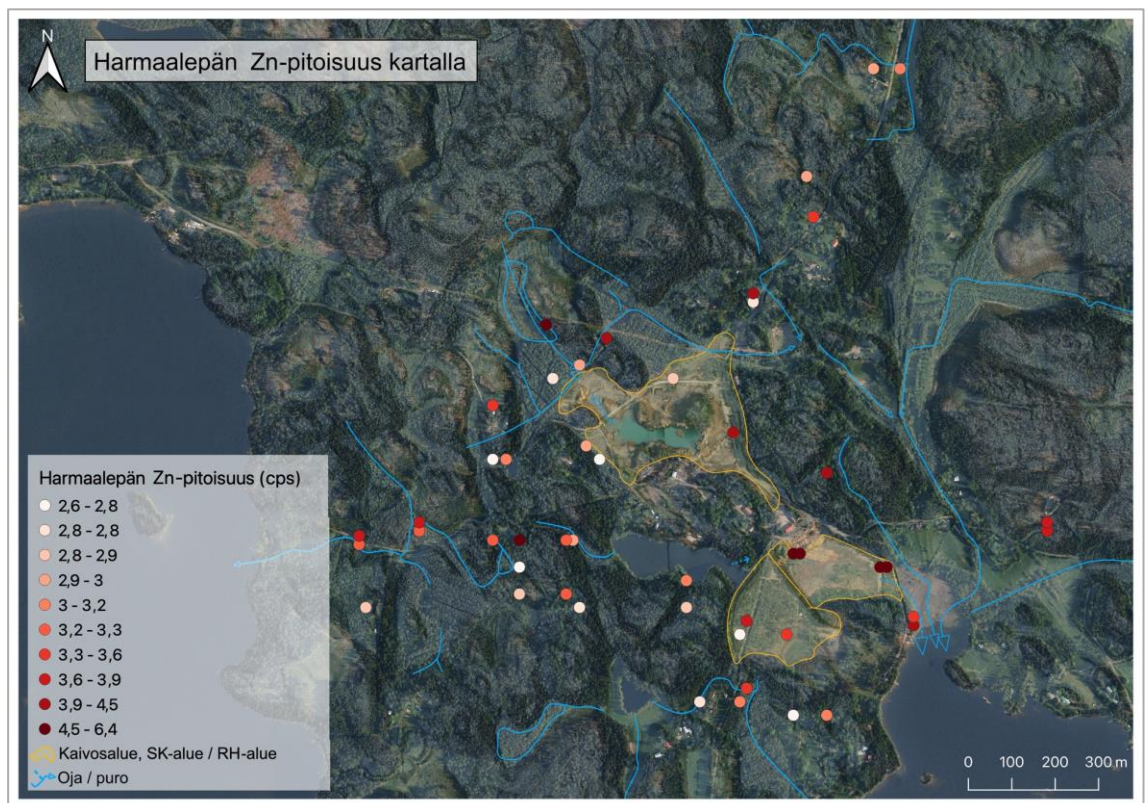 N
Harmaalepän Zn-pitoisuus kartalla
Harmaalepän Zn-pitoisuus (cps)
2,6 - 2,8
2,8 - 2,8
2,8 - 2,9
2,9 - 3
3 - 3,2
3,2 - 3,3
3,3 - 3,6
3,6 - 3,9
3,9 - 4,5
4,5 - 6,4
Kaivosalue, SK-alue / RH-alue
Oja / puro
0 100 200 300 m